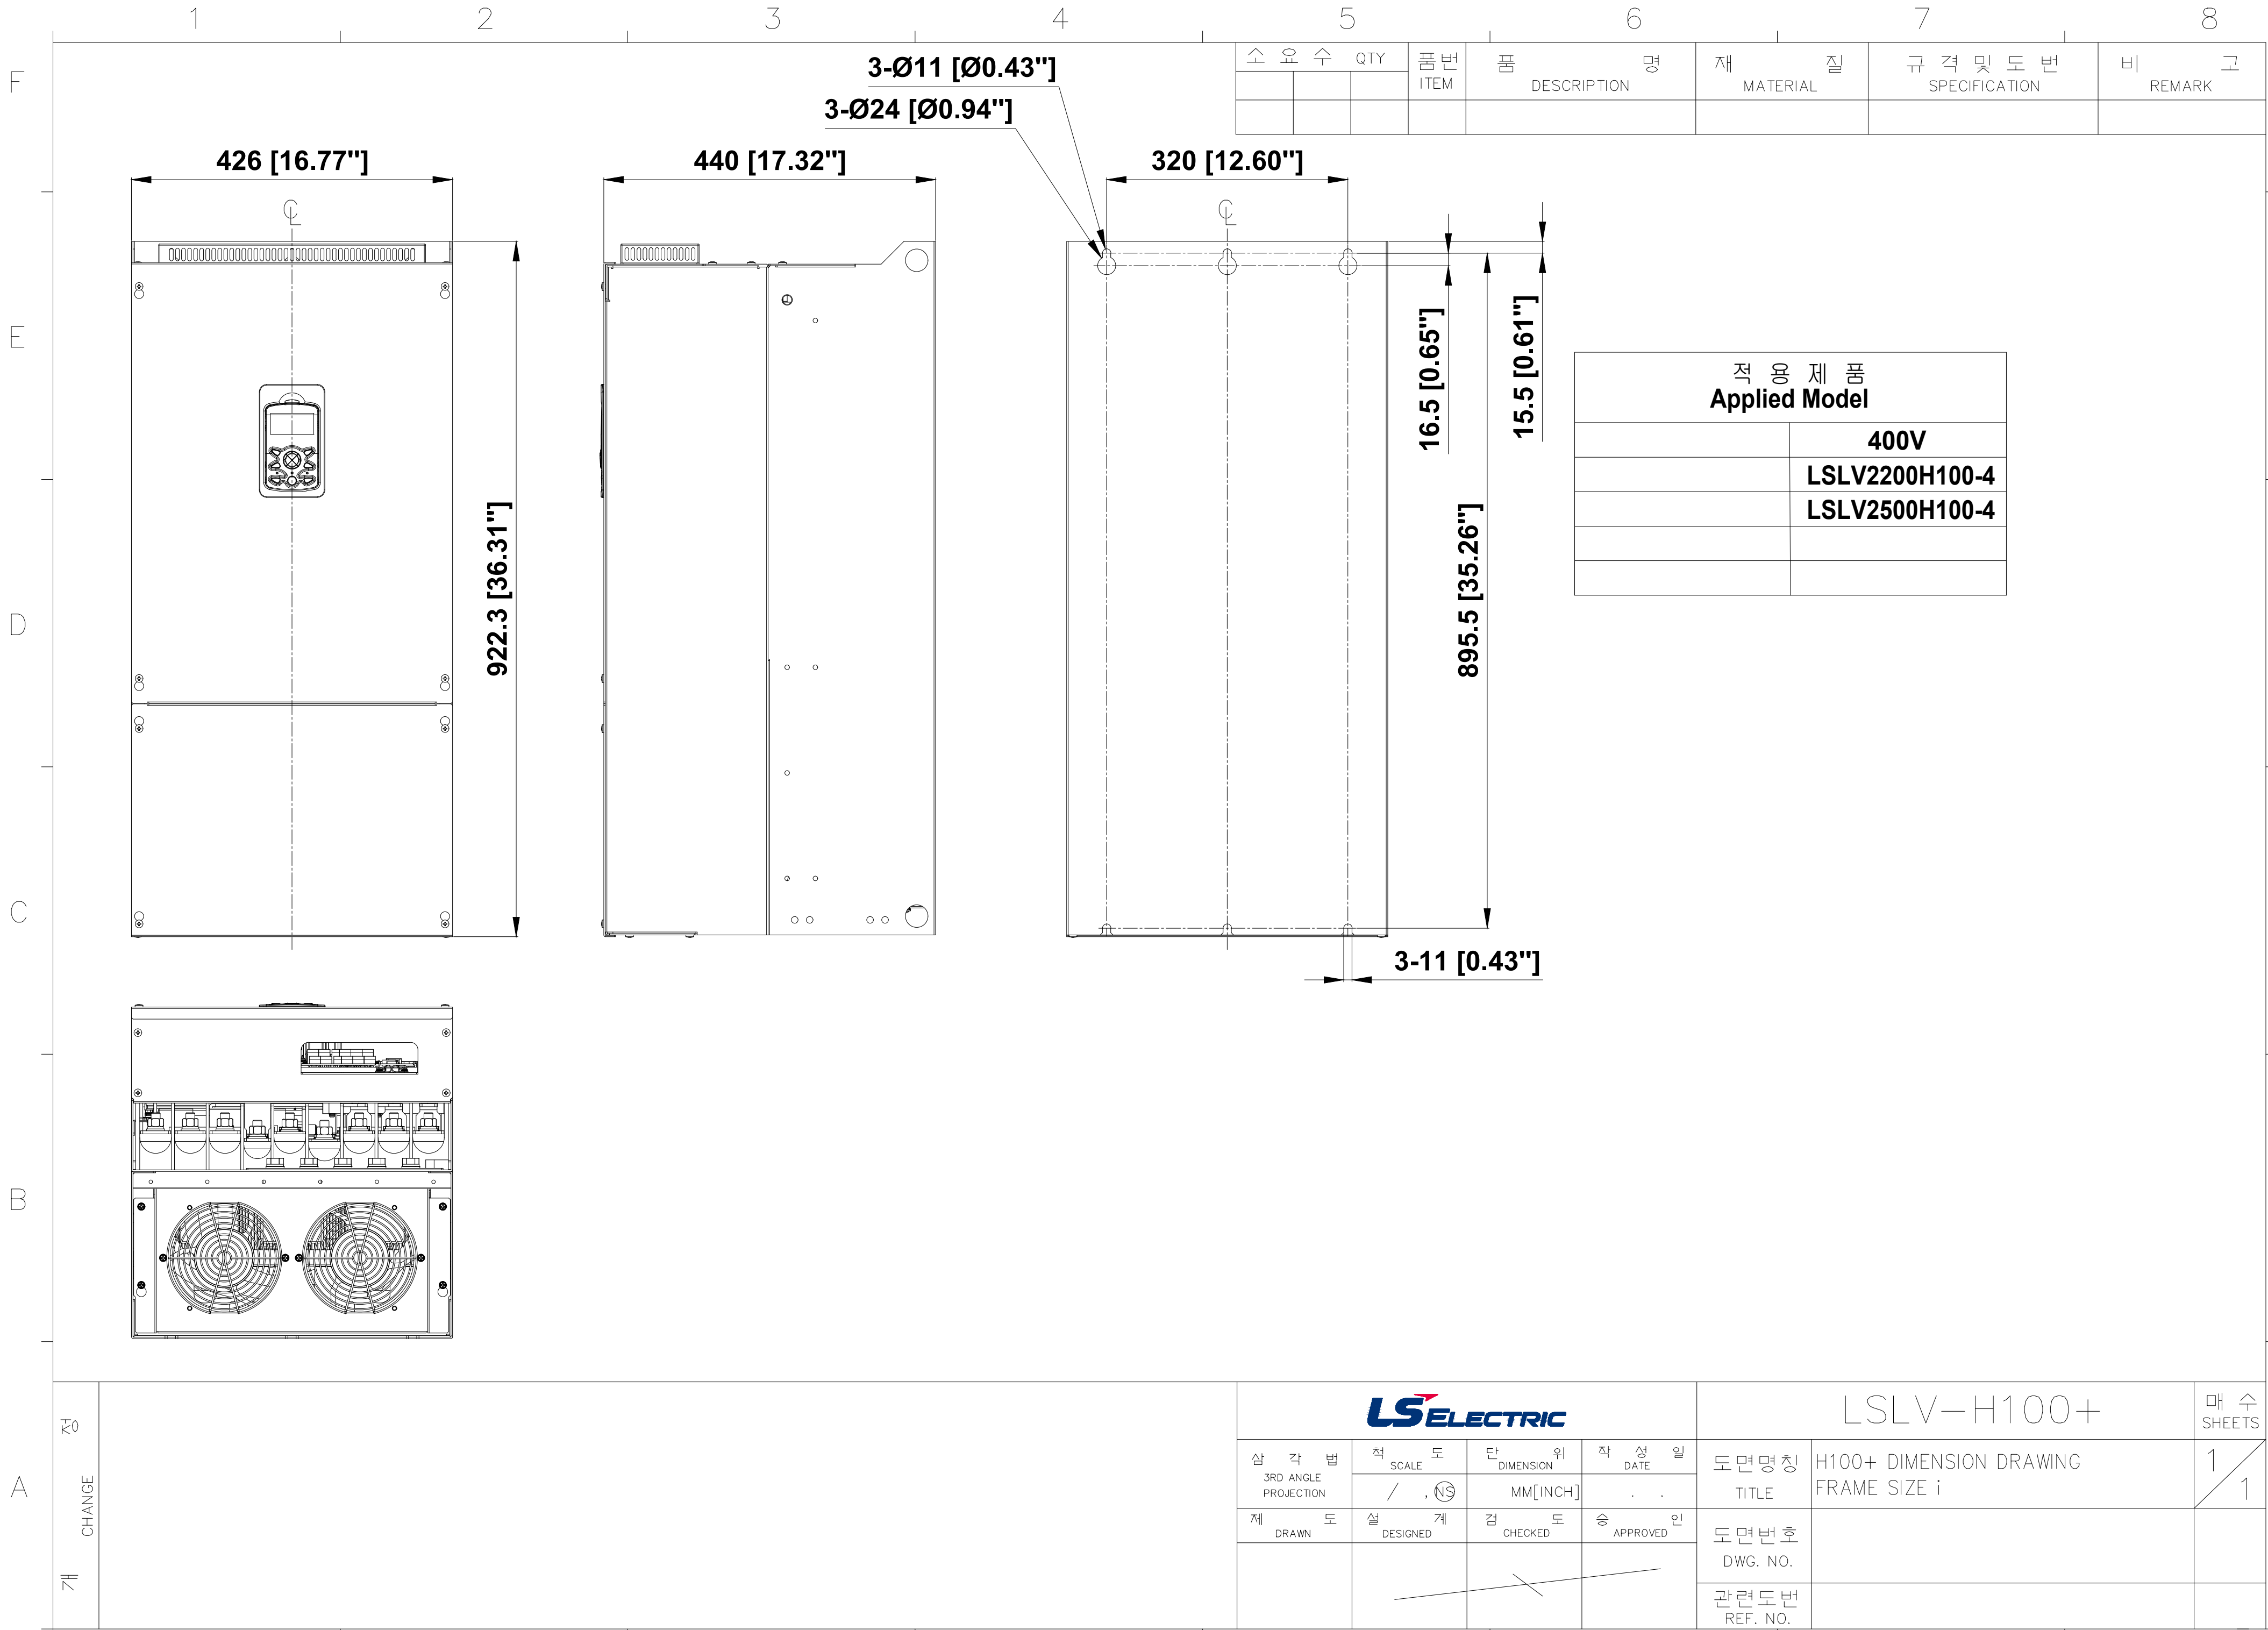 1 2 3 4 5 6 7 8
F
E
D
C
B
A
소 요 수 QTY
품번
ITEM
품 명
DESCRIPTION
재 질
MATERIAL
규 격 및 도 번
SPECIFICATION
비 고
REMARK
3-Ø11 [Ø0.43"]
3-Ø24 [Ø0.94"]
426 [16.77"]
440 [17.32"]
320 [12.60"]
℄
℄
922.3 [36.31"]
16.5 [0.65"]
15.5 [0.61"]
895.5 [35.26"]
3-11 [0.43"]
적 용 제 품
Applied Model
400V
LSLV2200H100-4
LSLV2500H100-4
개 정
CHANGE
LS ELECTRIC
삼 각 법
3RD ANGLE
PROJECTION
척 도
SCALE
/ , NS
단 위
DIMENSION
MM[INCH]
작 성 일
DATE
. .
제 도
DRAWN
설 계
DESIGNED
검 도
CHECKED
승 인
APPROVED
LSLV-H100+
매 수
SHEETS
1/1
도면명칭
TITLE
H100+ DIMENSION DRAWING
FRAME SIZE i
도면번호
DWG. NO.
관련도번
REF. NO.